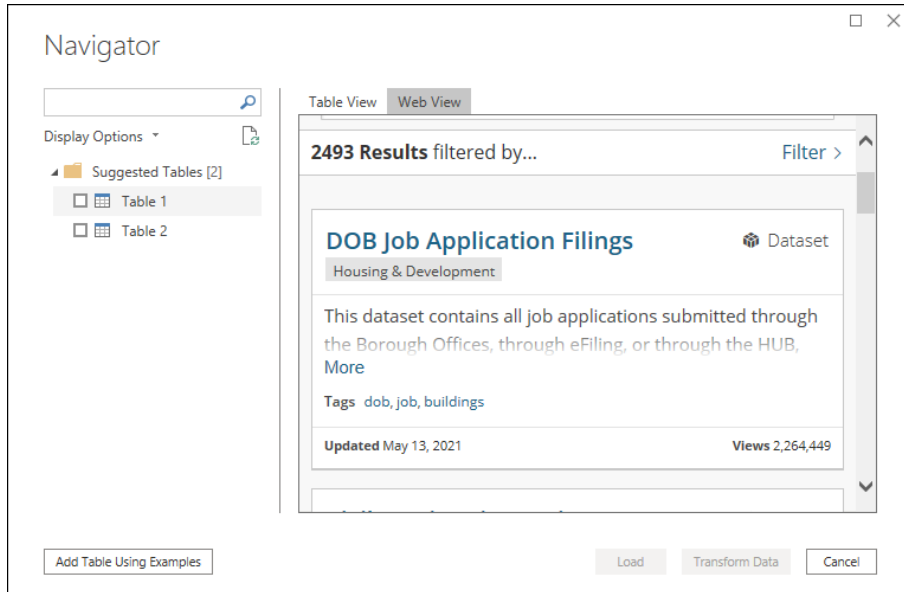 Navigator
Display Options
Suggested Tables [2]
Table 1
Table 2
Table View Web View
2493 Results filtered by... Filter >
DOB Job Application Filings Dataset
Housing & Development
This dataset contains all job applications submitted through
the Borough Offices, through eFiling, or through the HUB,
More
Tags dob, job, buildings
Updated May 13, 2021 Views 2,264,449
Add Table Using Examples Load Transform Data Cancel